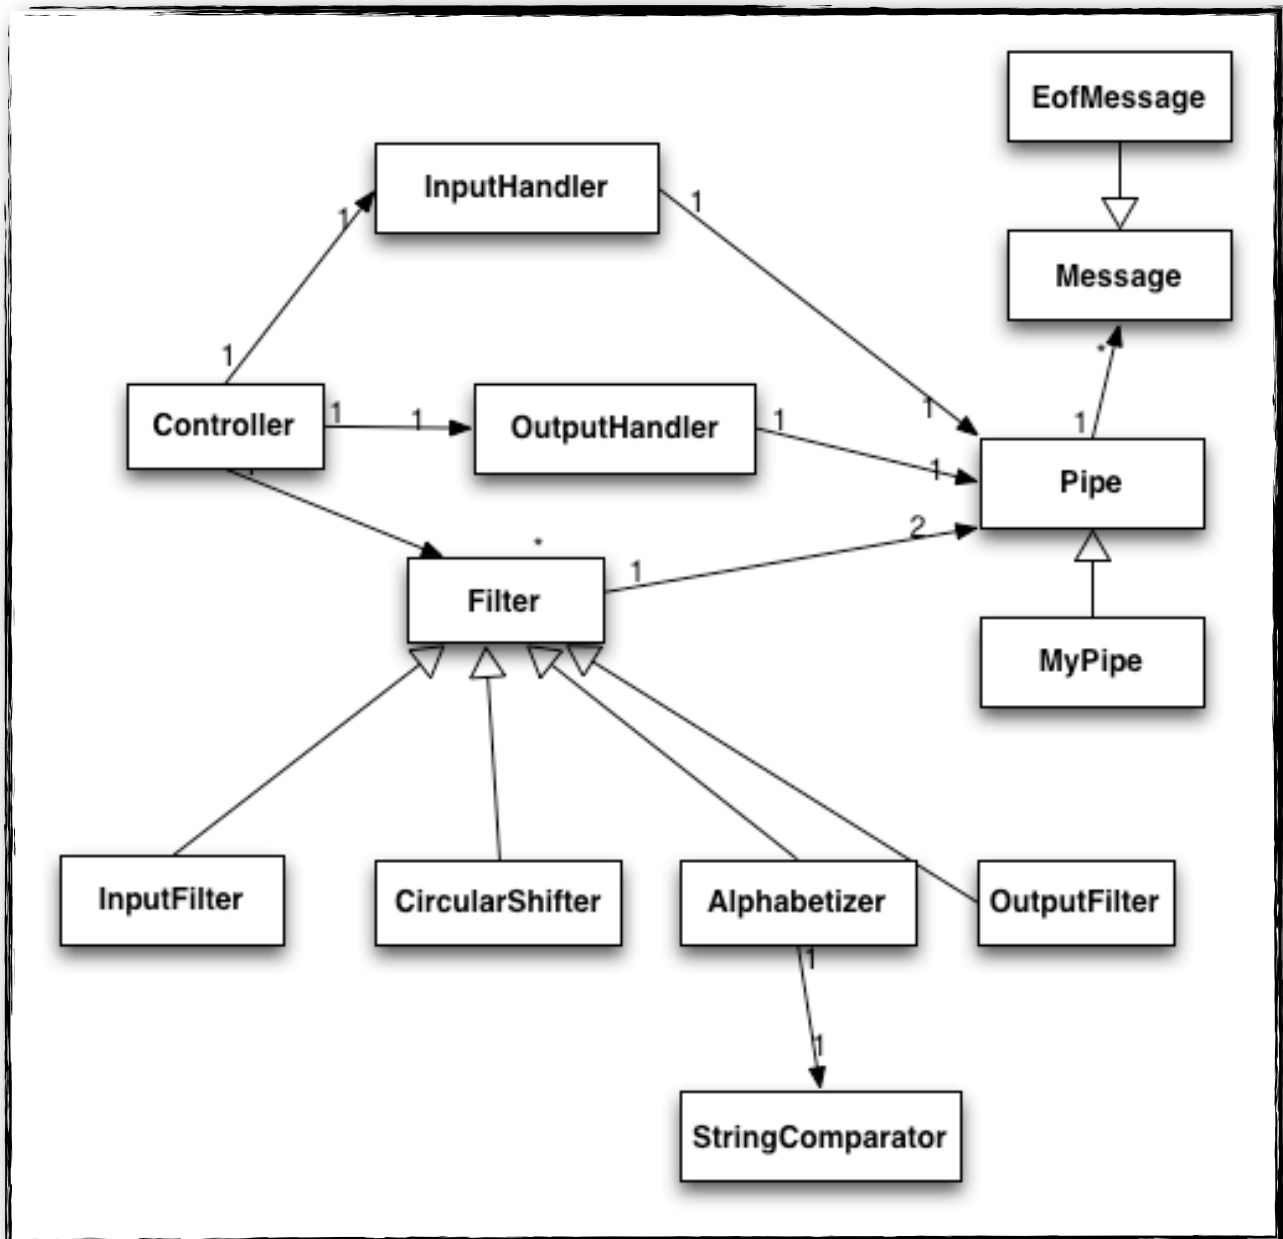 EofMessage
InputHandler
1
1
Message
*
1
1
Controller
1
1
OutputHandler
1
1
1
1
Pipe
2
*
1
Filter
MyPipe
InputFilter
CircularShifter
Alphabetizer
OutputFilter
1
1
StringComparator